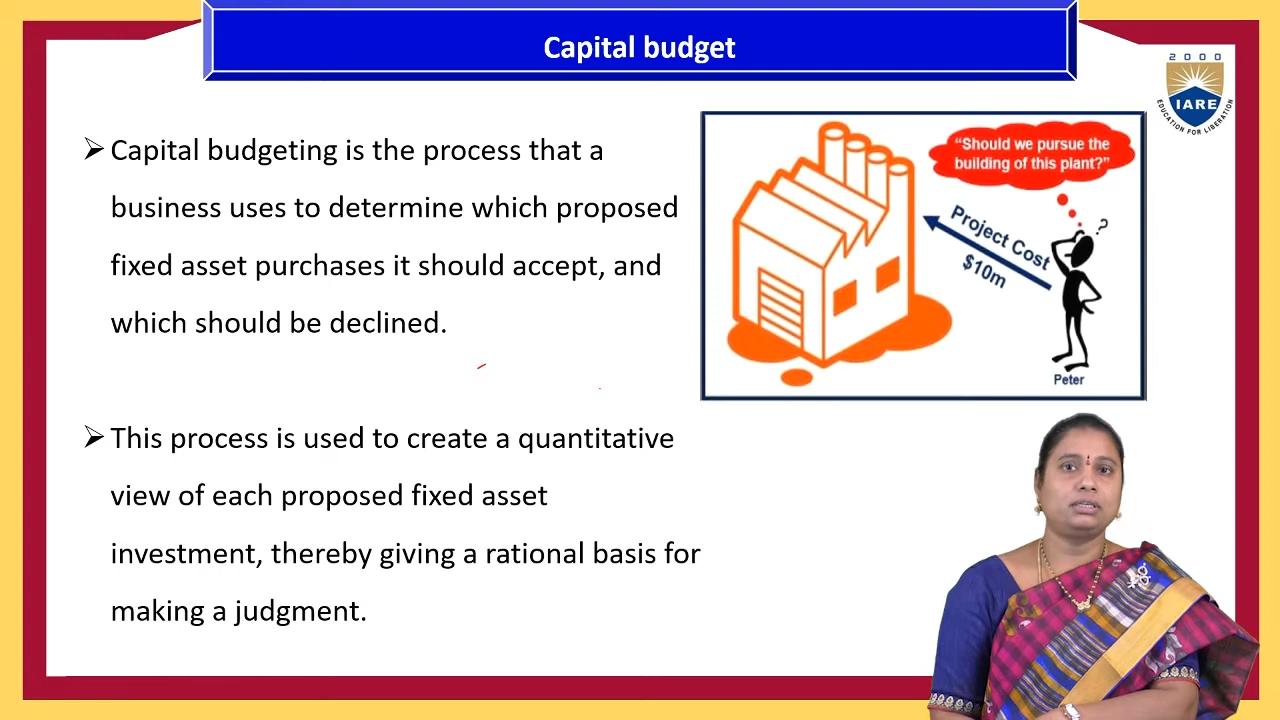 Capital budget
2000
IARE
EDUCATION FOR LIBERATION
➢ Capital budgeting is the process that a
business uses to determine which proposed
fixed asset purchases it should accept, and
which should be declined.
➢ This process is used to create a quantitative
view of each proposed fixed asset
investment, thereby giving a rational basis for
making a judgment.
“Should we pursue the
building of this plant?”
?
Project Cost
$10m
Peter